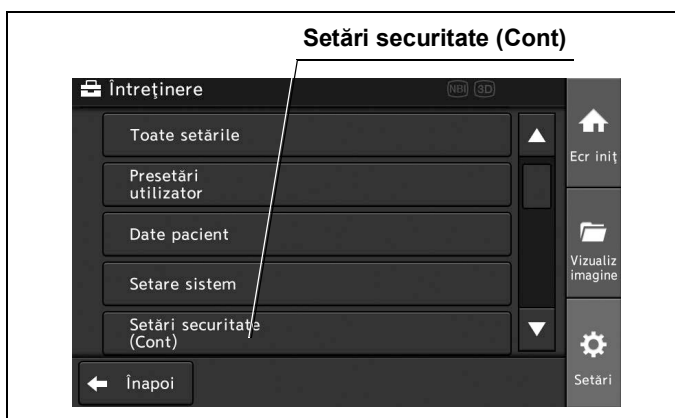 Setări securitate (Cont)
Întreţinere
NBI 3D
Toate setările
Presetări
utilizator
Date pacient
Setare sistem
Setări securitate
(Cont)
Înapoi
Ecr iniţ
Vizualiz
imagine
Setări